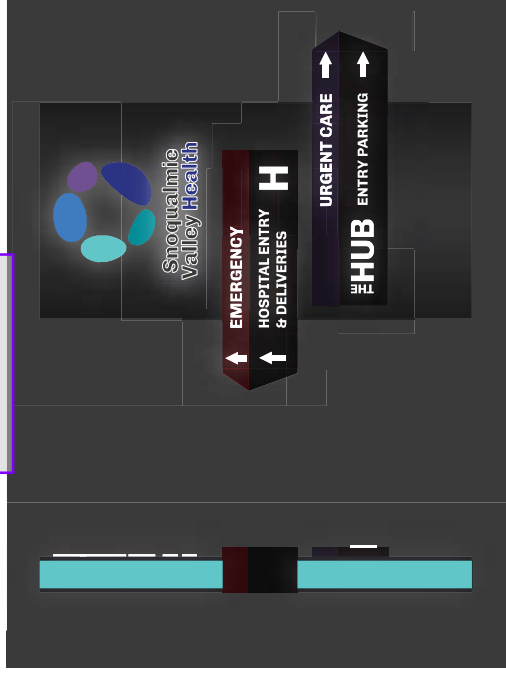 Snoqualmie
Valley Health
EMERGENCY
HOSPITAL ENTRY
& DELIVERIES
H
URGENT CARE
ENTRY PARKING
THE HUB